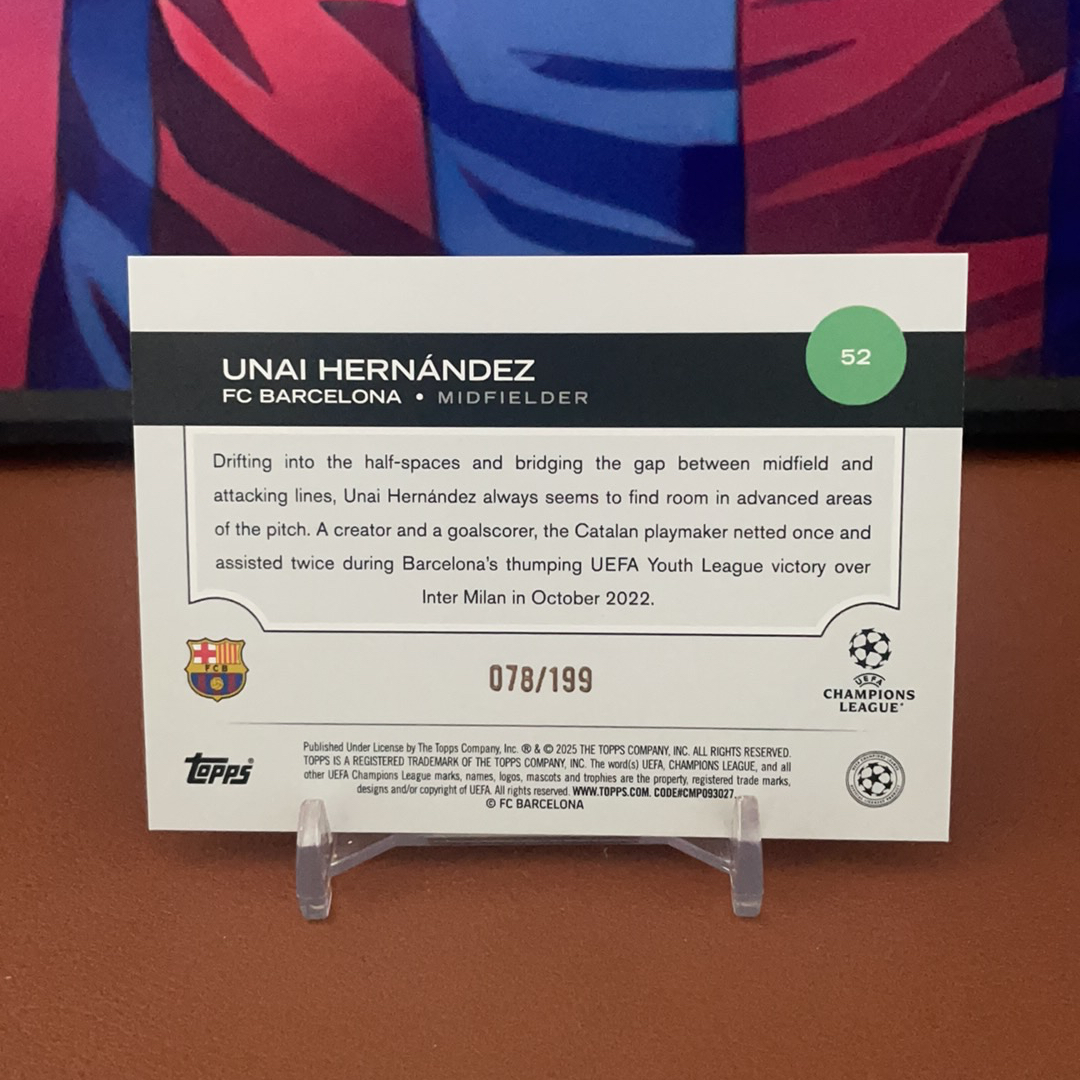 UNAI HERNÁNDEZ
FC BARCELONA • MIDFIELDER
52
Drifting into the half-spaces and bridging the gap between midfield and
attacking lines, Unai Hernández always seems to find room in advanced areas
of the pitch. A creator and a goalscorer, the Catalan playmaker netted once and
assisted twice during Barcelona's thumping UEFA Youth League victory over
Inter Milan in October 2022.
FCB
078/199
UEFA
CHAMPIONS
LEAGUE
topps
Published Under License by The Topps Company, Inc. ® & © 2025 THE TOPPS COMPANY, INC. ALL RIGHTS RESERVED.
TOPPS IS A REGISTERED TRADEMARK OF THE TOPPS COMPANY, INC. The word(s) UEFA, CHAMPIONS LEAGUE, and all
other UEFA Champions League marks, names, logos, mascots and trophies are the property, registered trade marks,
designs and/or copyright of UEFA. All rights reserved. WWW.TOPPS.COM. CODE#CMP093027
© FC BARCELONA